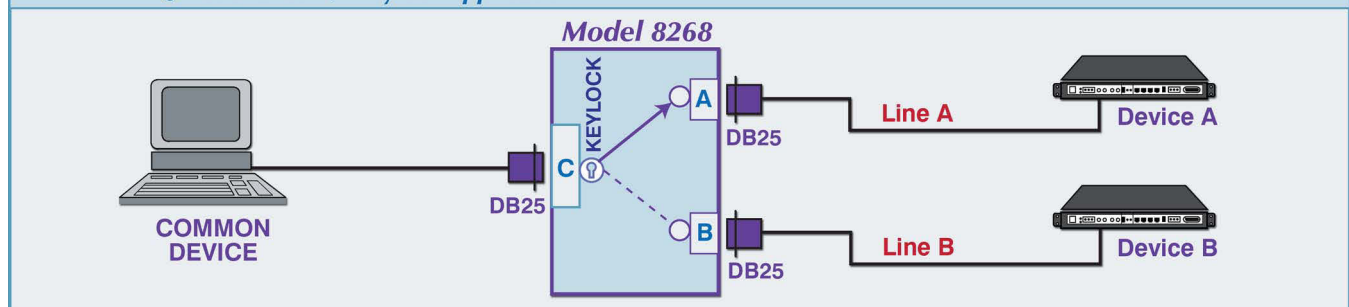 Model 8268
KEYLOCK
A
DB25
Line A
Device A
C
DB25
COMMON
DEVICE
B
DB25
Line B
Device B